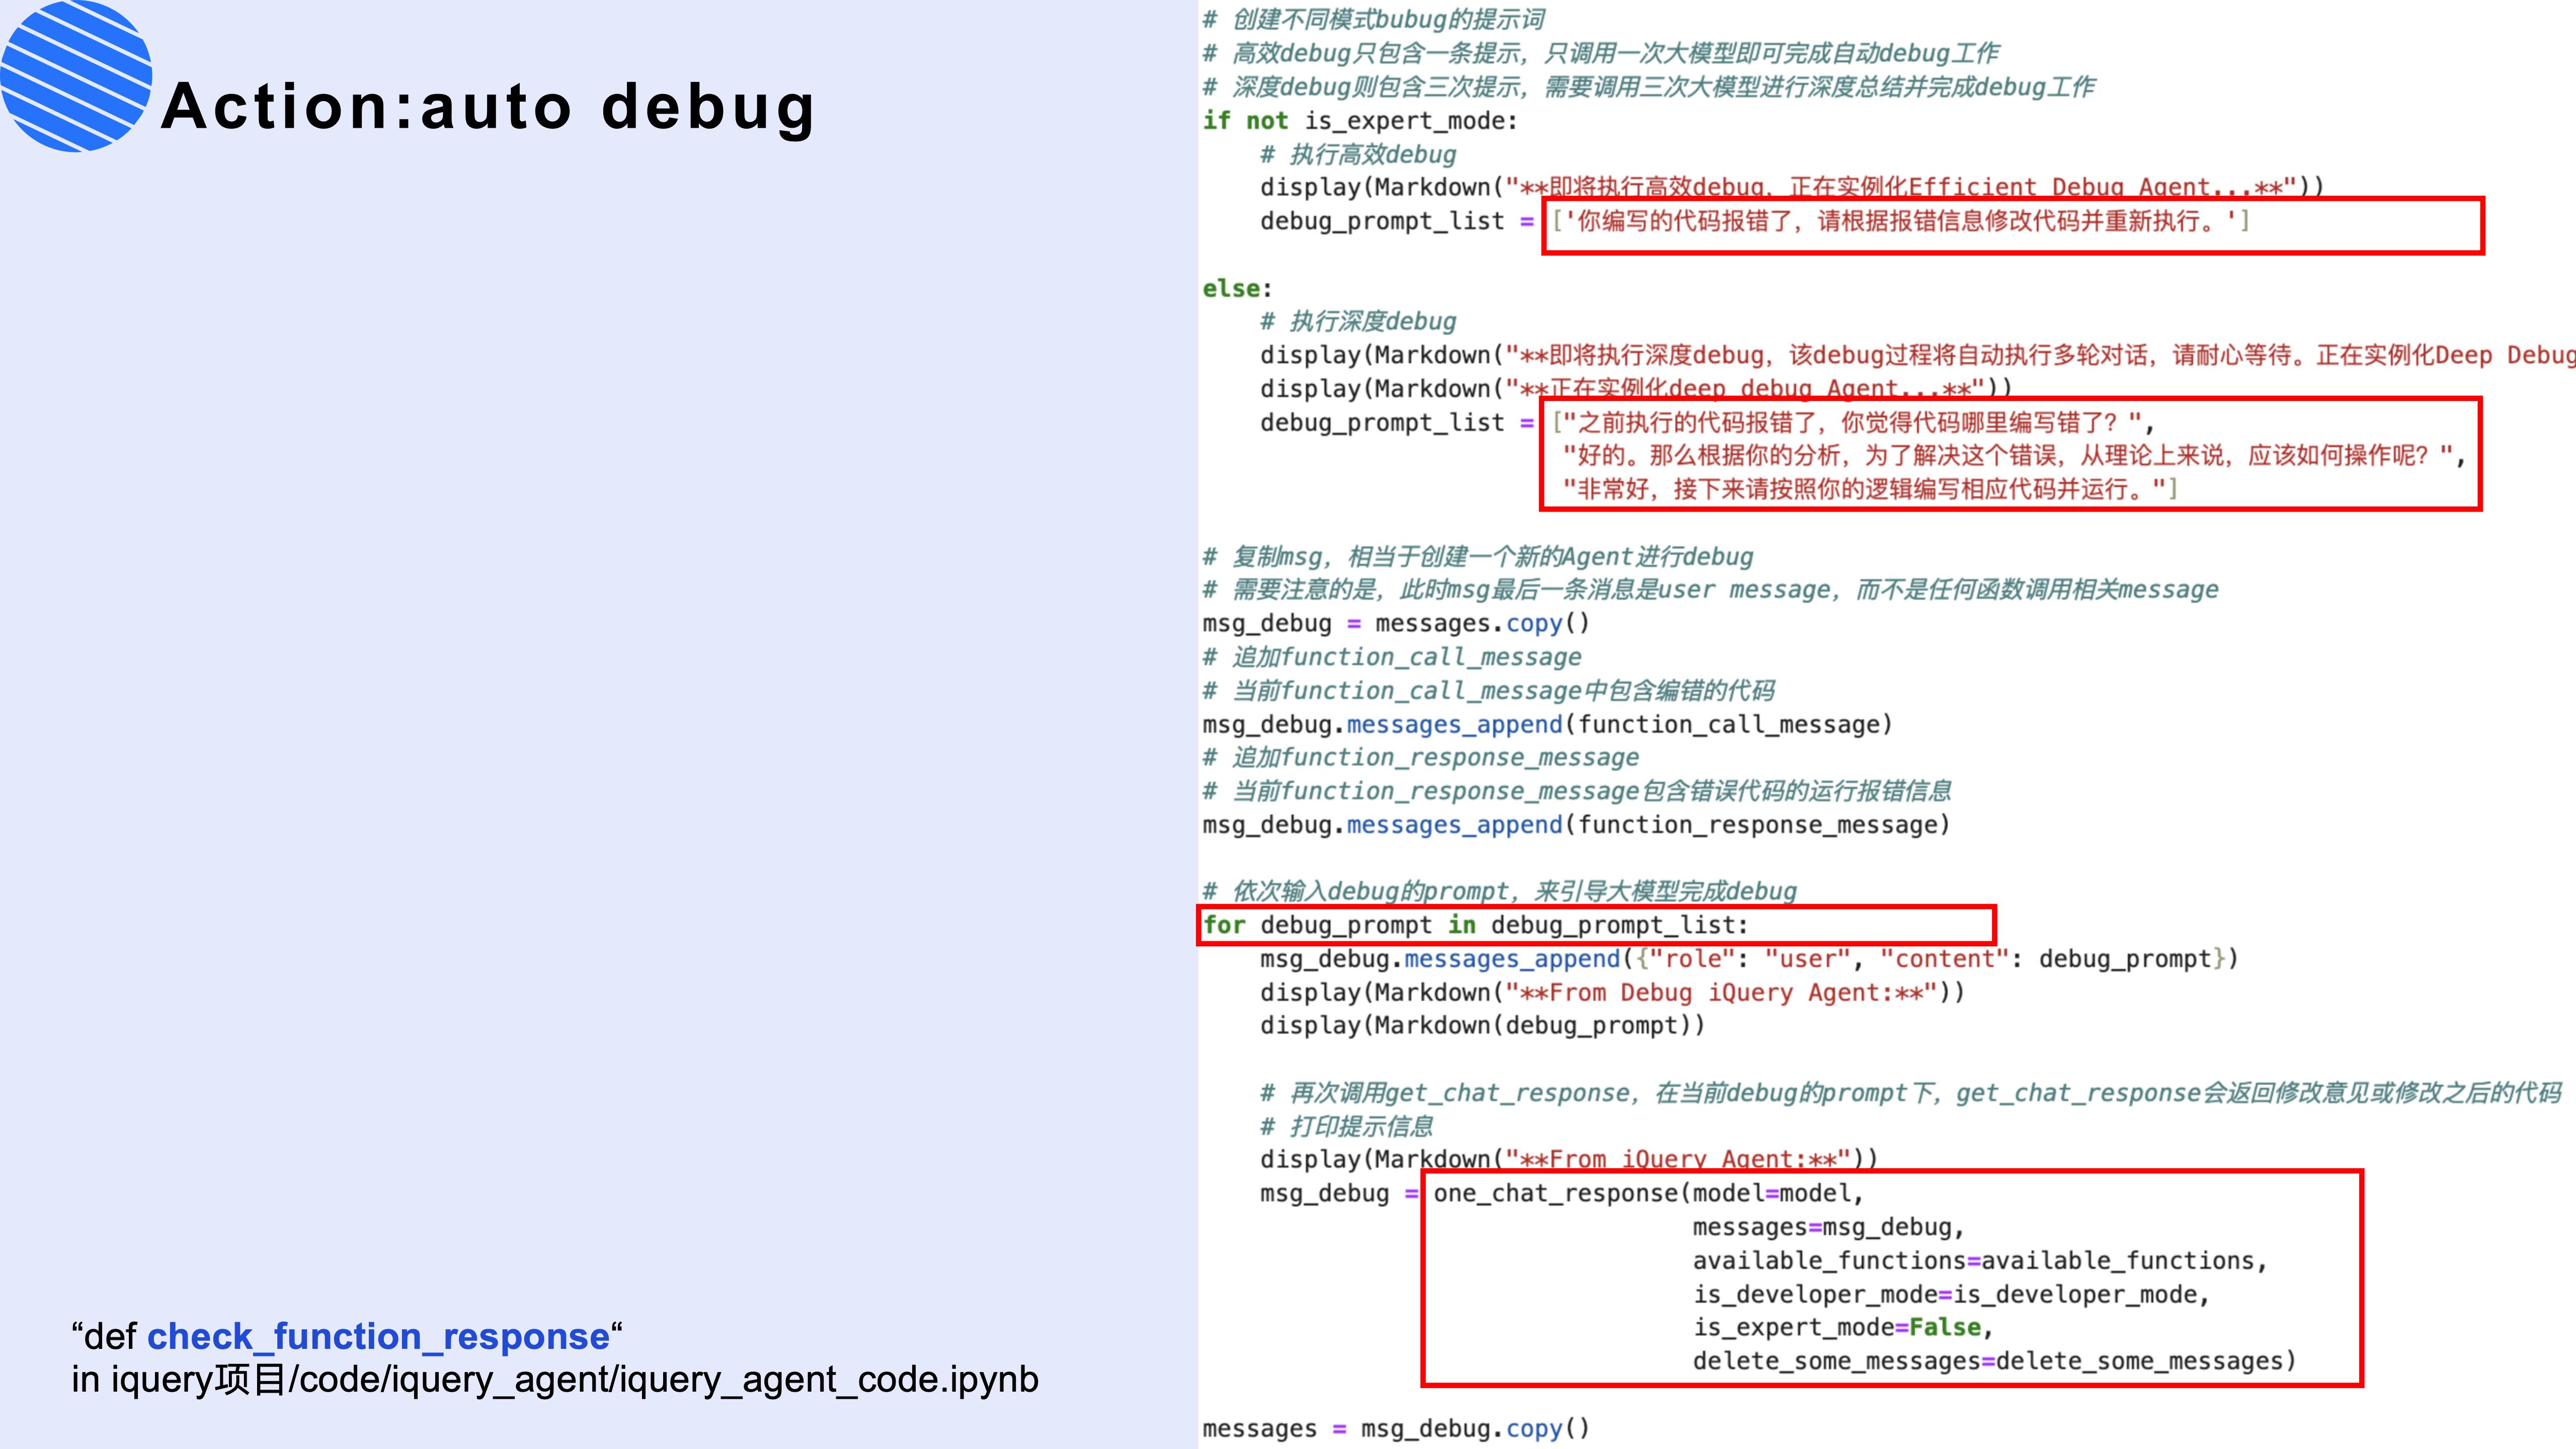 Action:auto debug
“def check_function_response“
in iquery项目/code/iquery_agent/iquery_agent_code.ipynb
# 创建不同模式bubug的提示词
# 高效debug只包含一条提示，只调用一次大模型即可完成自动debug工作
# 深度debug则包含三次提示，需要调用三次大模型进行深度总结并完成debug工作
if not is_expert_mode:
    # 执行高效debug
    display(Markdown("**即将执行高效debug，正在实例化Efficient Debug Agent...**"))
    debug_prompt_list = ['你编写的代码报错了，请根据报错信息修改代码并重新执行。']
else:
    # 执行深度debug
    display(Markdown("**即将执行深度debug，该debug过程将自动执行多轮对话，请耐心等待。正在实例化Deep Debug
    display(Markdown("**正在实例化deep debug Agent...**"))
    debug_prompt_list = ["之前执行的代码报错了，你觉得代码哪里编写错了？",
                         "好的。那么根据你的分析，为了解决这个错误，从理论上来说，应该如何操作呢？",
                         "非常好，接下来请按照你的逻辑编写相应代码并运行。"]
# 复制msg，相当于创建一个新的Agent进行debug
# 需要注意的是，此时msg最后一条消息是user message，而不是任何函数调用相关message
msg_debug = messages.copy()
# 追加function_call_message
# 当前function_call_message中包含编错的代码
msg_debug.messages_append(function_call_message)
# 追加function_response_message
# 当前function_response_message包含错误代码的运行报错信息
msg_debug.messages_append(function_response_message)
# 依次输入debug的prompt，来引导大模型完成debug
for debug_prompt in debug_prompt_list:
    msg_debug.messages_append({"role": "user", "content": debug_prompt})
    display(Markdown("**From Debug iQuery Agent:**"))
    display(Markdown(debug_prompt))
    # 再次调用get_chat_response，在当前debug的prompt下，get_chat_response会返回修改意见或修改之后的代码
    # 打印提示信息
    display(Markdown("**From iQuery Agent:**"))
    msg_debug = one_chat_response(model=model,
                                  messages=msg_debug,
                                  available_functions=available_functions,
                                  is_developer_mode=is_developer_mode,
                                  is_expert_mode=False,
                                  delete_some_messages=delete_some_messages)
messages = msg_debug.copy()